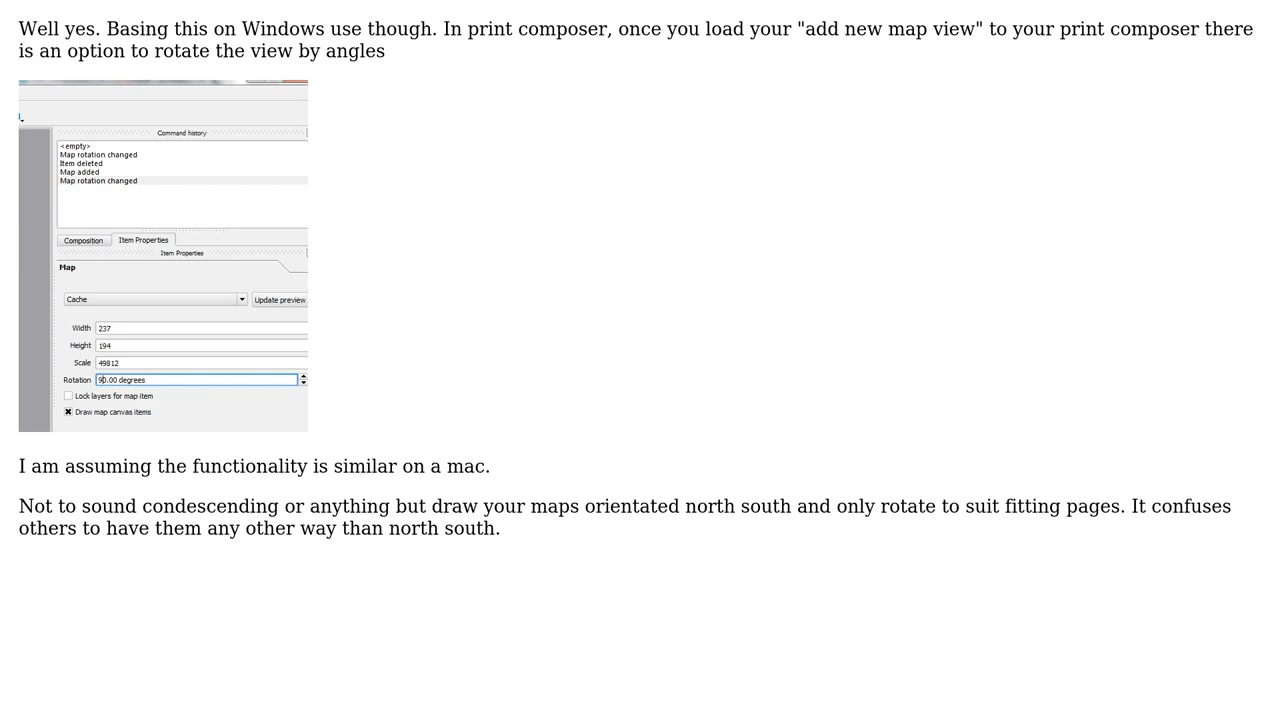 Well yes. Basing this on Windows use though. In print composer, once you load your "add new map view" to your print composer there
is an option to rotate the view by angles
Command history
<empty>
Map rotation changed
Item deleted
Map added
Map rotation changed
Composition
Item Properties
Item Properties
Map
Cache
Update preview
Width 237
Height 194
Scale 49812
Rotation 90.00 degrees
Lock layers for map item
Draw map canvas items
I am assuming the functionality is similar on a mac.
Not to sound condescending or anything but draw your maps orientated north south and only rotate to suit fitting pages. It confuses
others to have them any other way than north south.